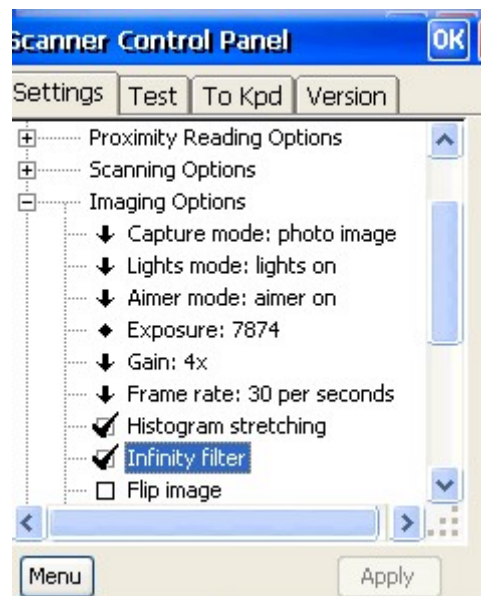 Scanner Control Panel OK
Settings Test To Kpd Version
Proximity Reading Options
Scanning Options
Imaging Options
Capture mode: photo image
Lights mode: lights on
Aimer mode: aimer on
Exposure: 7874
Gain: 4x
Frame rate: 30 per seconds
Histogram stretching
Infinity filter
Flip image
Menu Apply